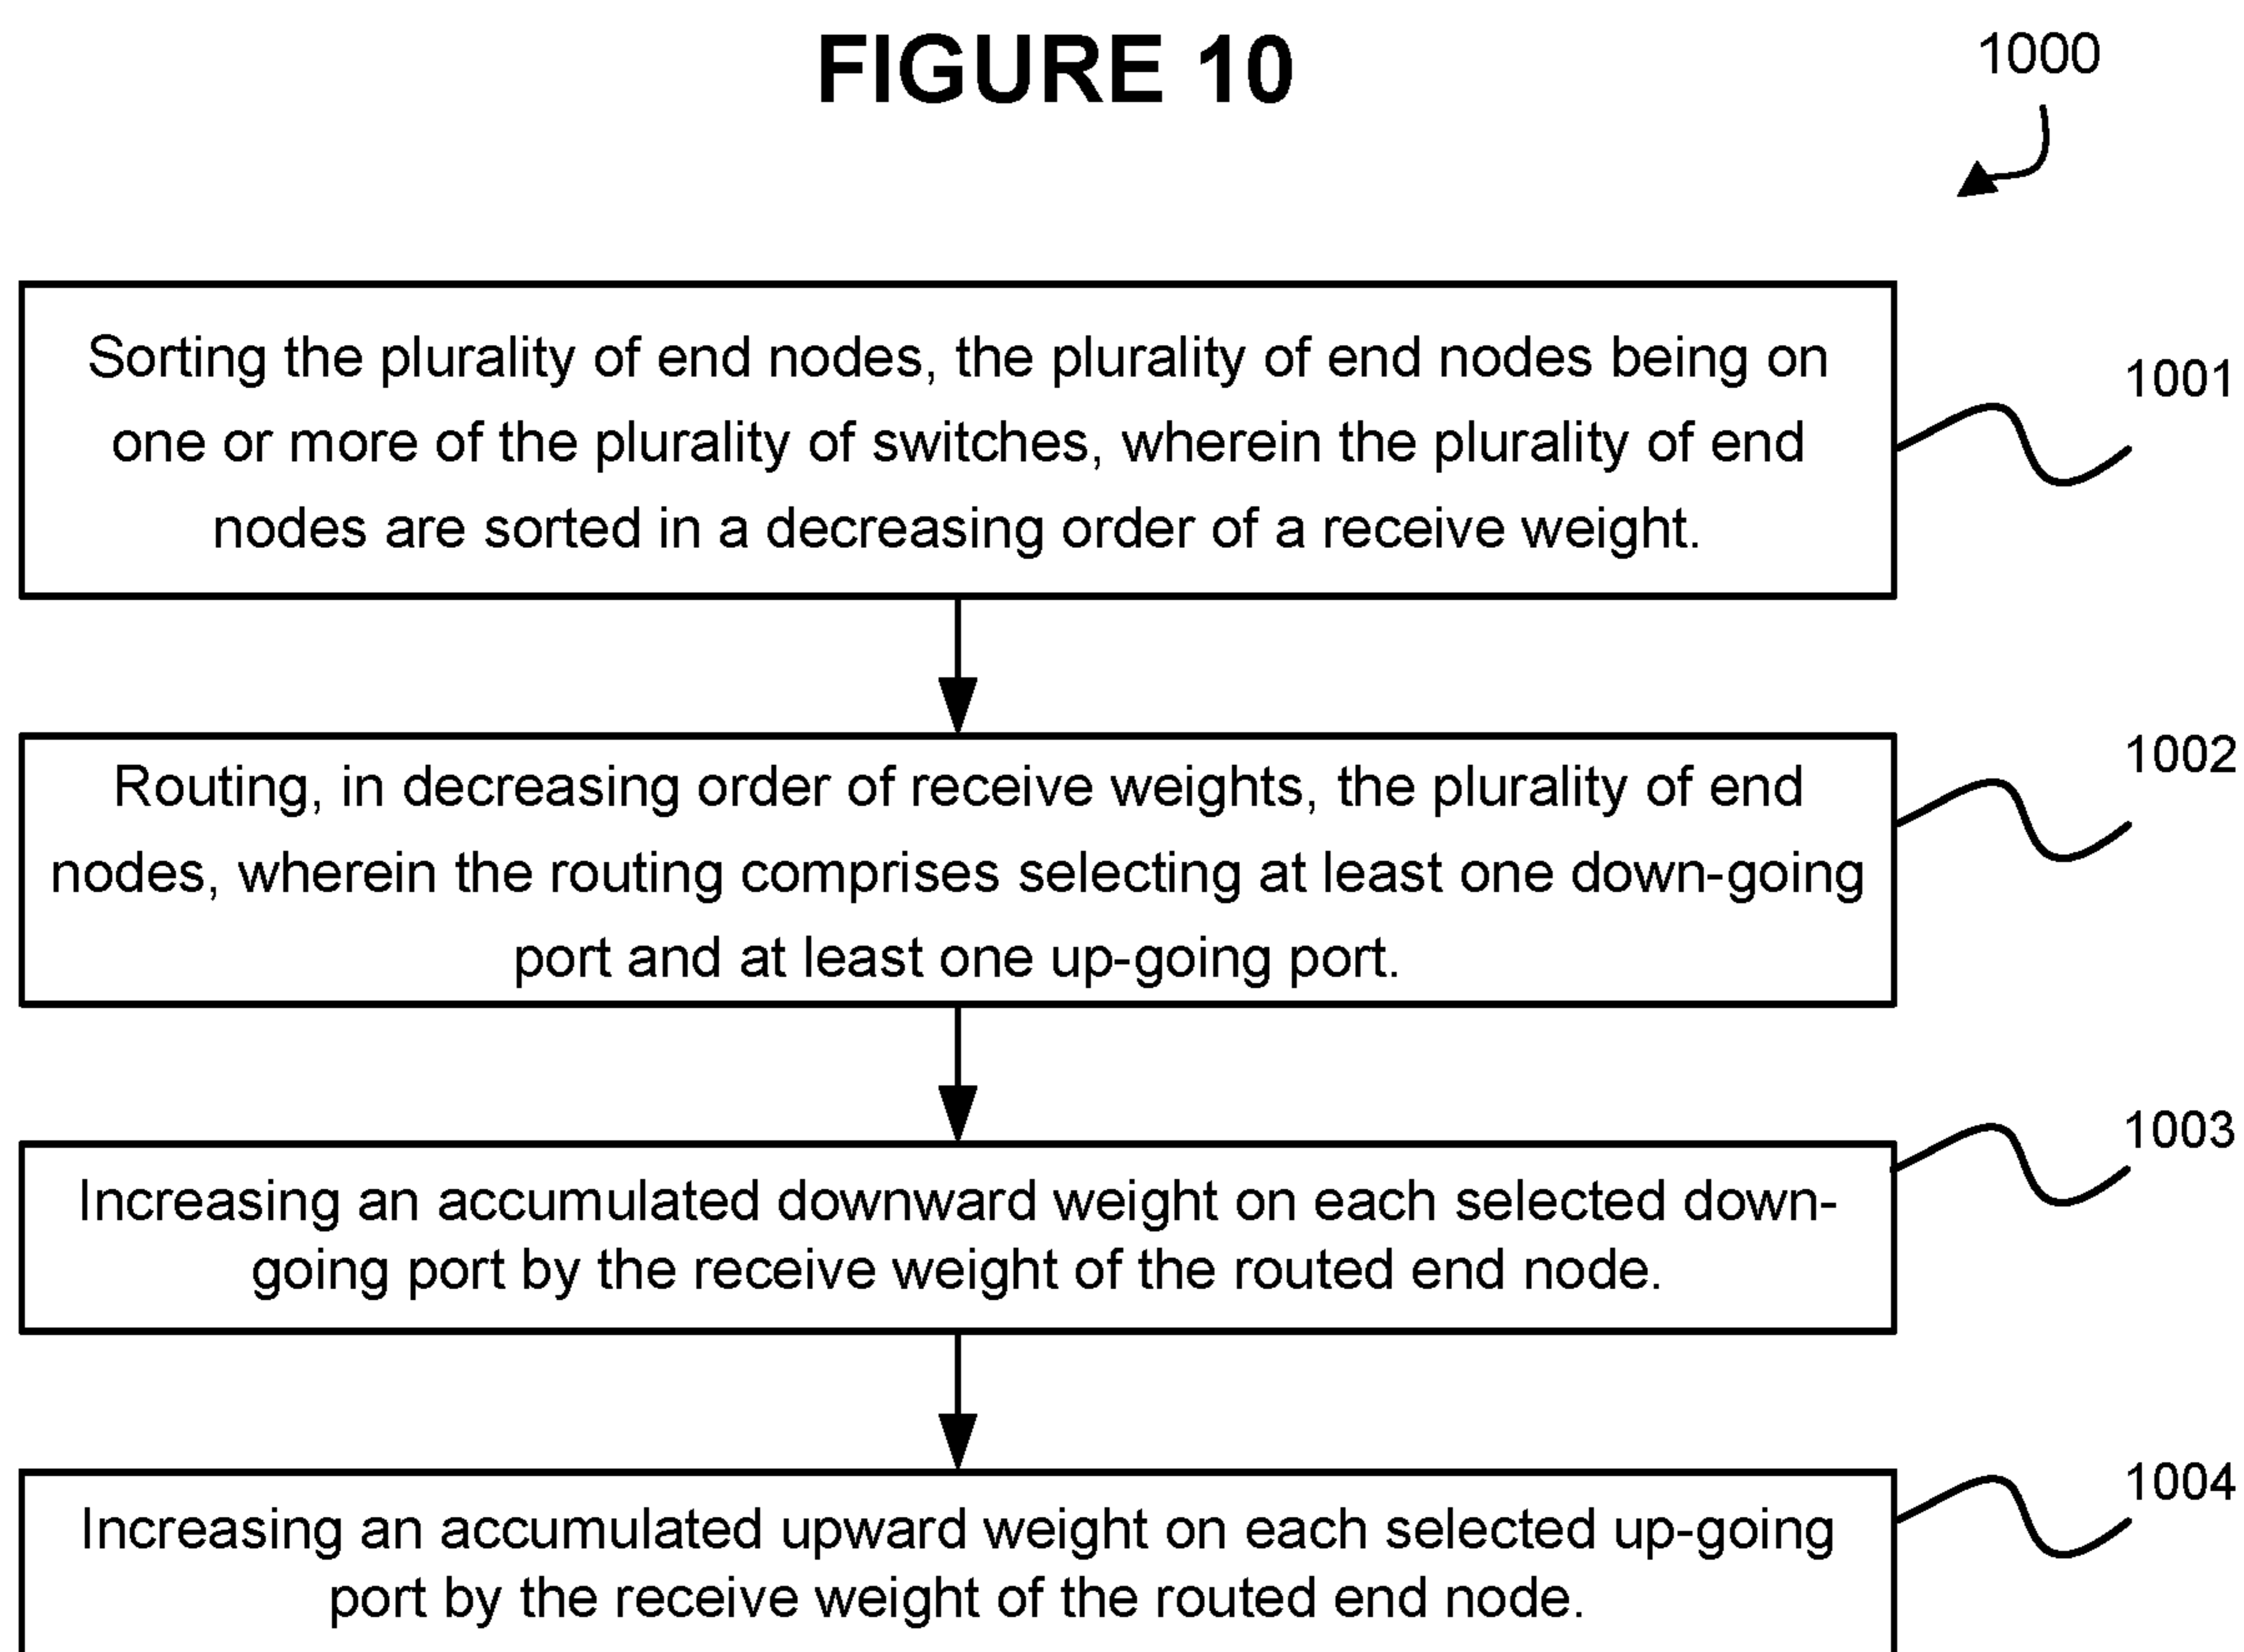 FIGURE 10
1000
Sorting the plurality of end nodes, the plurality of end nodes being on
one or more of the plurality of switches, wherein the plurality of end
nodes are sorted in a decreasing order of a receive weight.
1001
Routing, in decreasing order of receive weights, the plurality of end
nodes, wherein the routing comprises selecting at least one down-going
port and at least one up-going port.
1002
Increasing an accumulated downward weight on each selected down-
going port by the receive weight of the routed end node.
1003
Increasing an accumulated upward weight on each selected up-going
port by the receive weight of the routed end node.
1004